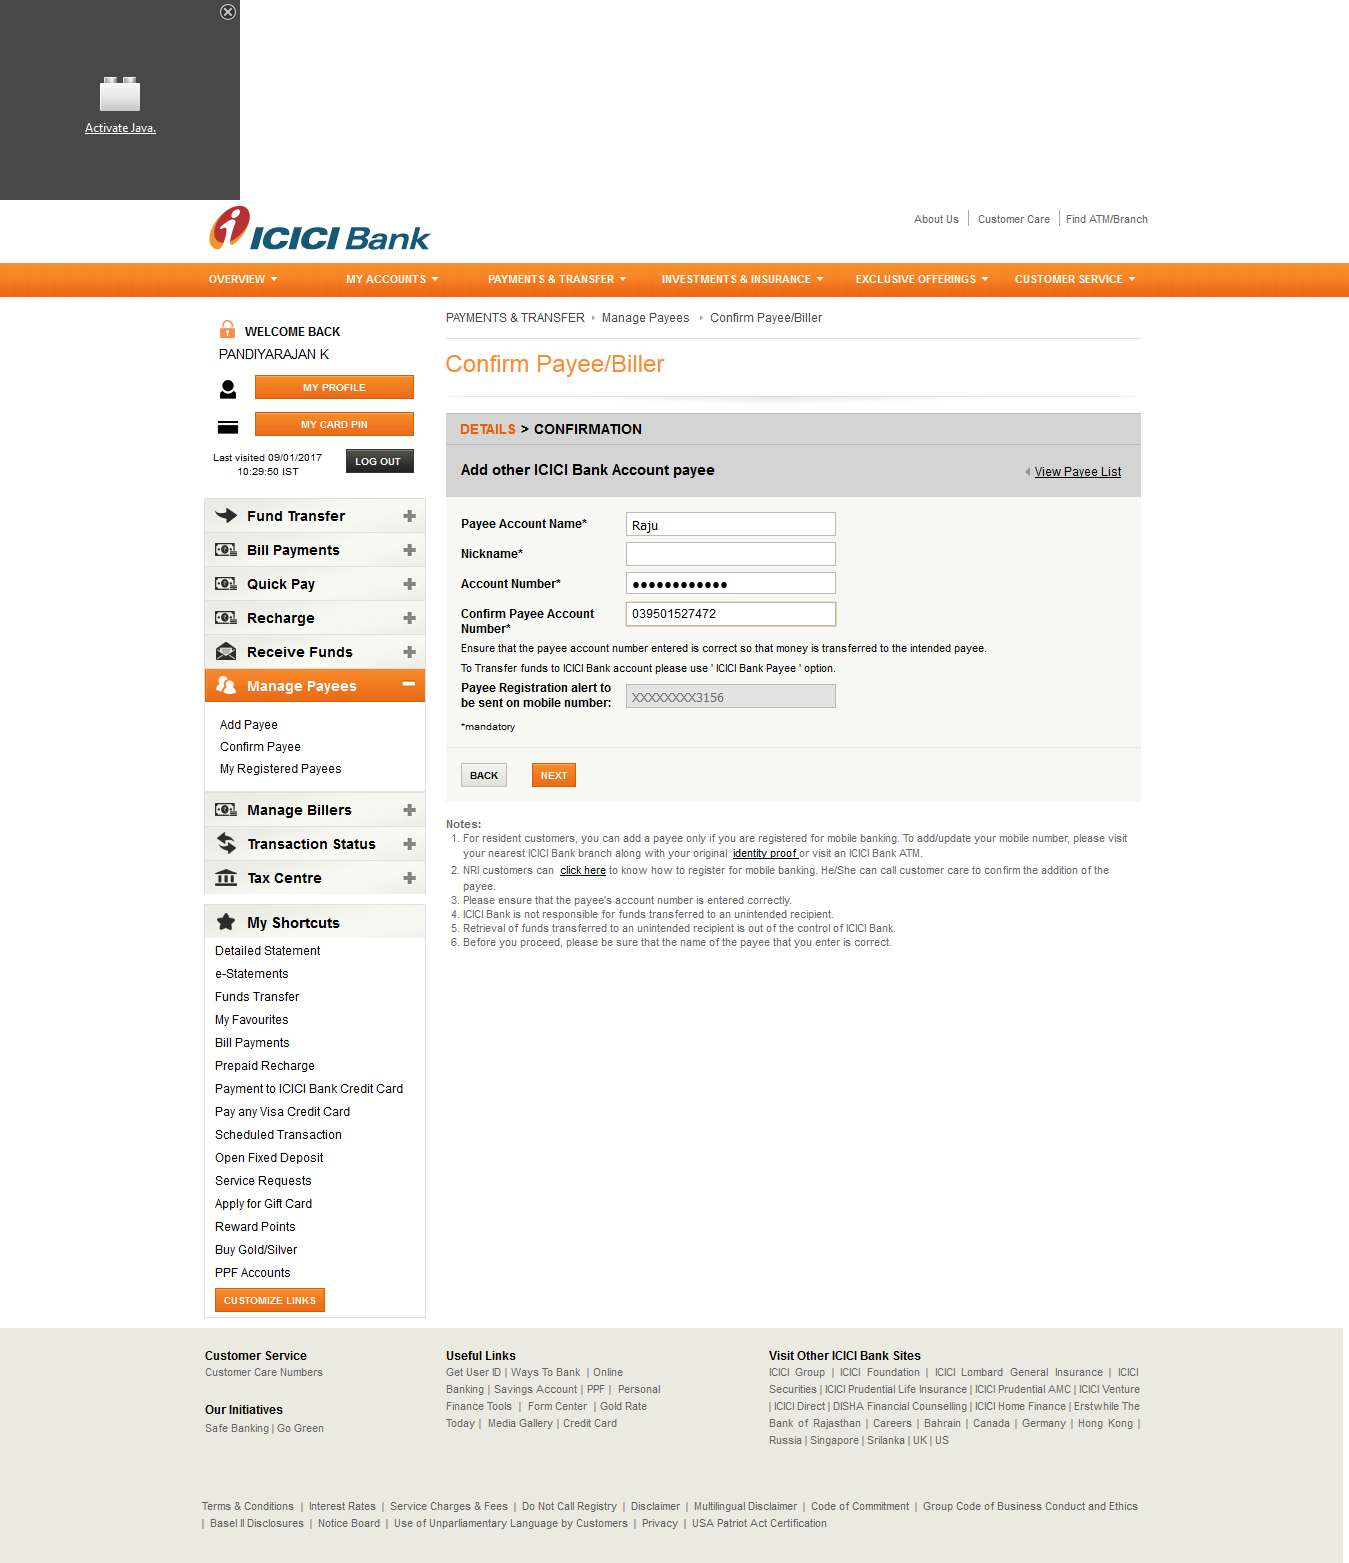 Activate Java.
ICICI Bank
About Us | Customer Care | Find ATM/Branch
OVERVIEW MY ACCOUNTS PAYMENTS & TRANSFER INVESTMENTS & INSURANCE EXCLUSIVE OFFERINGS CUSTOMER SERVICE
WELCOME BACK
PANDIYARAJAN K
MY PROFILE
MY CARD PIN
Last visited 09/01/2017
10:29:50 IST
LOG OUT
Fund Transfer
Bill Payments
Quick Pay
Recharge
Receive Funds
Manage Payees
Add Payee
Confirm Payee
My Registered Payees
Manage Billers
Transaction Status
Tax Centre
My Shortcuts
Detailed Statement
e-Statements
Funds Transfer
My Favourites
Bill Payments
Prepaid Recharge
Payment to ICICI Bank Credit Card
Pay any Visa Credit Card
Scheduled Transaction
Open Fixed Deposit
Service Requests
Apply for Gift Card
Reward Points
Buy Gold/Silver
PPF Accounts
CUSTOMIZE LINKS
PAYMENTS & TRANSFER Manage Payees Confirm Payee/Biller
Confirm Payee/Biller
DETAILS > CONFIRMATION
Add other ICICI Bank Account payee
View Payee List
Payee Account Name* Raju
Nickname*
Account Number* ●●●●●●●●●●●●
Confirm Payee Account 039501527472
Number*
Ensure that the payee account number entered is correct so that money is transferred to the intended payee.
To Transfer funds to ICICI Bank account please use ' ICICI Bank Payee ' option.
Payee Registration alert to
be sent on mobile number: XXXXXXXX3156
*mandatory
BACK NEXT
Notes:
1. For resident customers, you can add a payee only if you are registered for mobile banking. To add/update your mobile number, please visit
your nearest ICICI Bank branch along with your original identity proof or visit an ICICI Bank ATM.
2. NRI customers can click here to know how to register for mobile banking. He/She can call customer care to confirm the addition of the
payee.
3. Please ensure that the payee's account number is entered correctly.
4. ICICI Bank is not responsible for funds transferred to an unintended recipient.
5. Retrieval of funds transferred to an unintended recipient is out of the control of ICICI Bank.
6. Before you proceed, please be sure that the name of the payee that you enter is correct.
Customer Service
Customer Care Numbers
Our Initiatives
Safe Banking | Go Green
Useful Links
Get User ID | Ways To Bank | Online
Banking | Savings Account | PPF | Personal
Finance Tools | Form Center | Gold Rate
Today | Media Gallery | Credit Card
Visit Other ICICI Bank Sites
ICICI Group | ICICI Foundation | ICICI Lombard General Insurance | ICICI
Securities | ICICI Prudential Life Insurance | ICICI Prudential AMC | ICICI Venture
| ICICI Direct | DISHA Financial Counselling | ICICI Home Finance | Erstwhile The
Bank of Rajasthan | Careers | Bahrain | Canada | Germany | Hong Kong |
Russia | Singapore | Srilanka | UK | US
Terms & Conditions | Interest Rates | Service Charges & Fees | Do Not Call Registry | Disclaimer | Multilingual Disclaimer | Code of Commitment | Group Code of Business Conduct and Ethics
| Basel II Disclosures | Notice Board | Use of Unparliamentary Language by Customers | Privacy | USA Patriot Act Certification